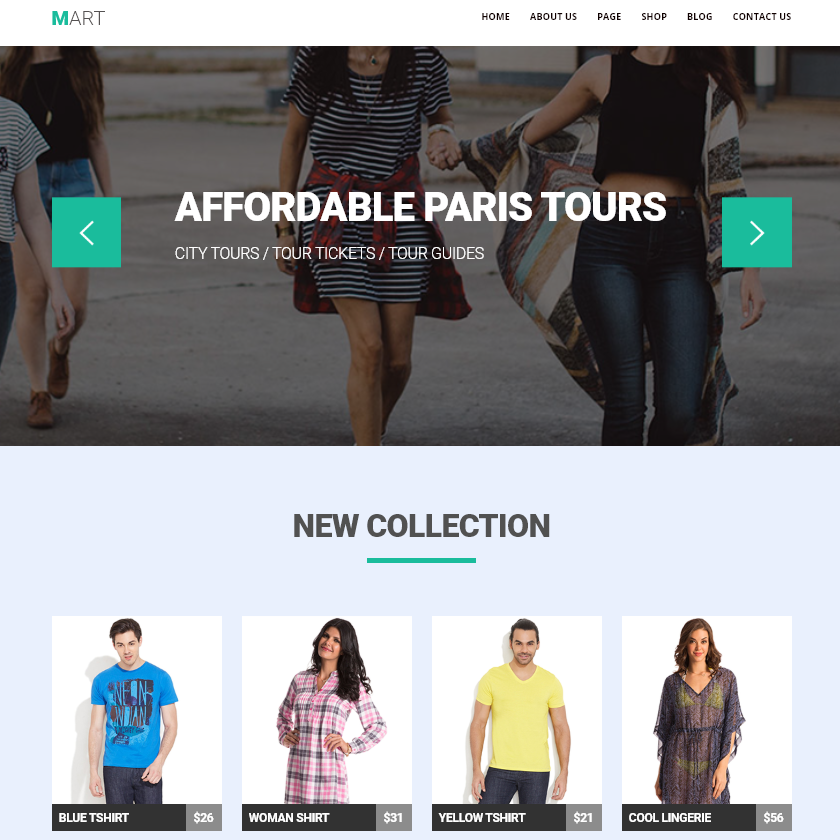 MART
HOME ABOUT US PAGE SHOP BLOG CONTACT US
AFFORDABLE PARIS TOURS
CITY TOURS / TOUR TICKETS / TOUR GUIDES
NEW COLLECTION
BLUE TSHIRT $26 WOMAN SHIRT $31 YELLOW TSHIRT $21 COOL LINGERIE $56